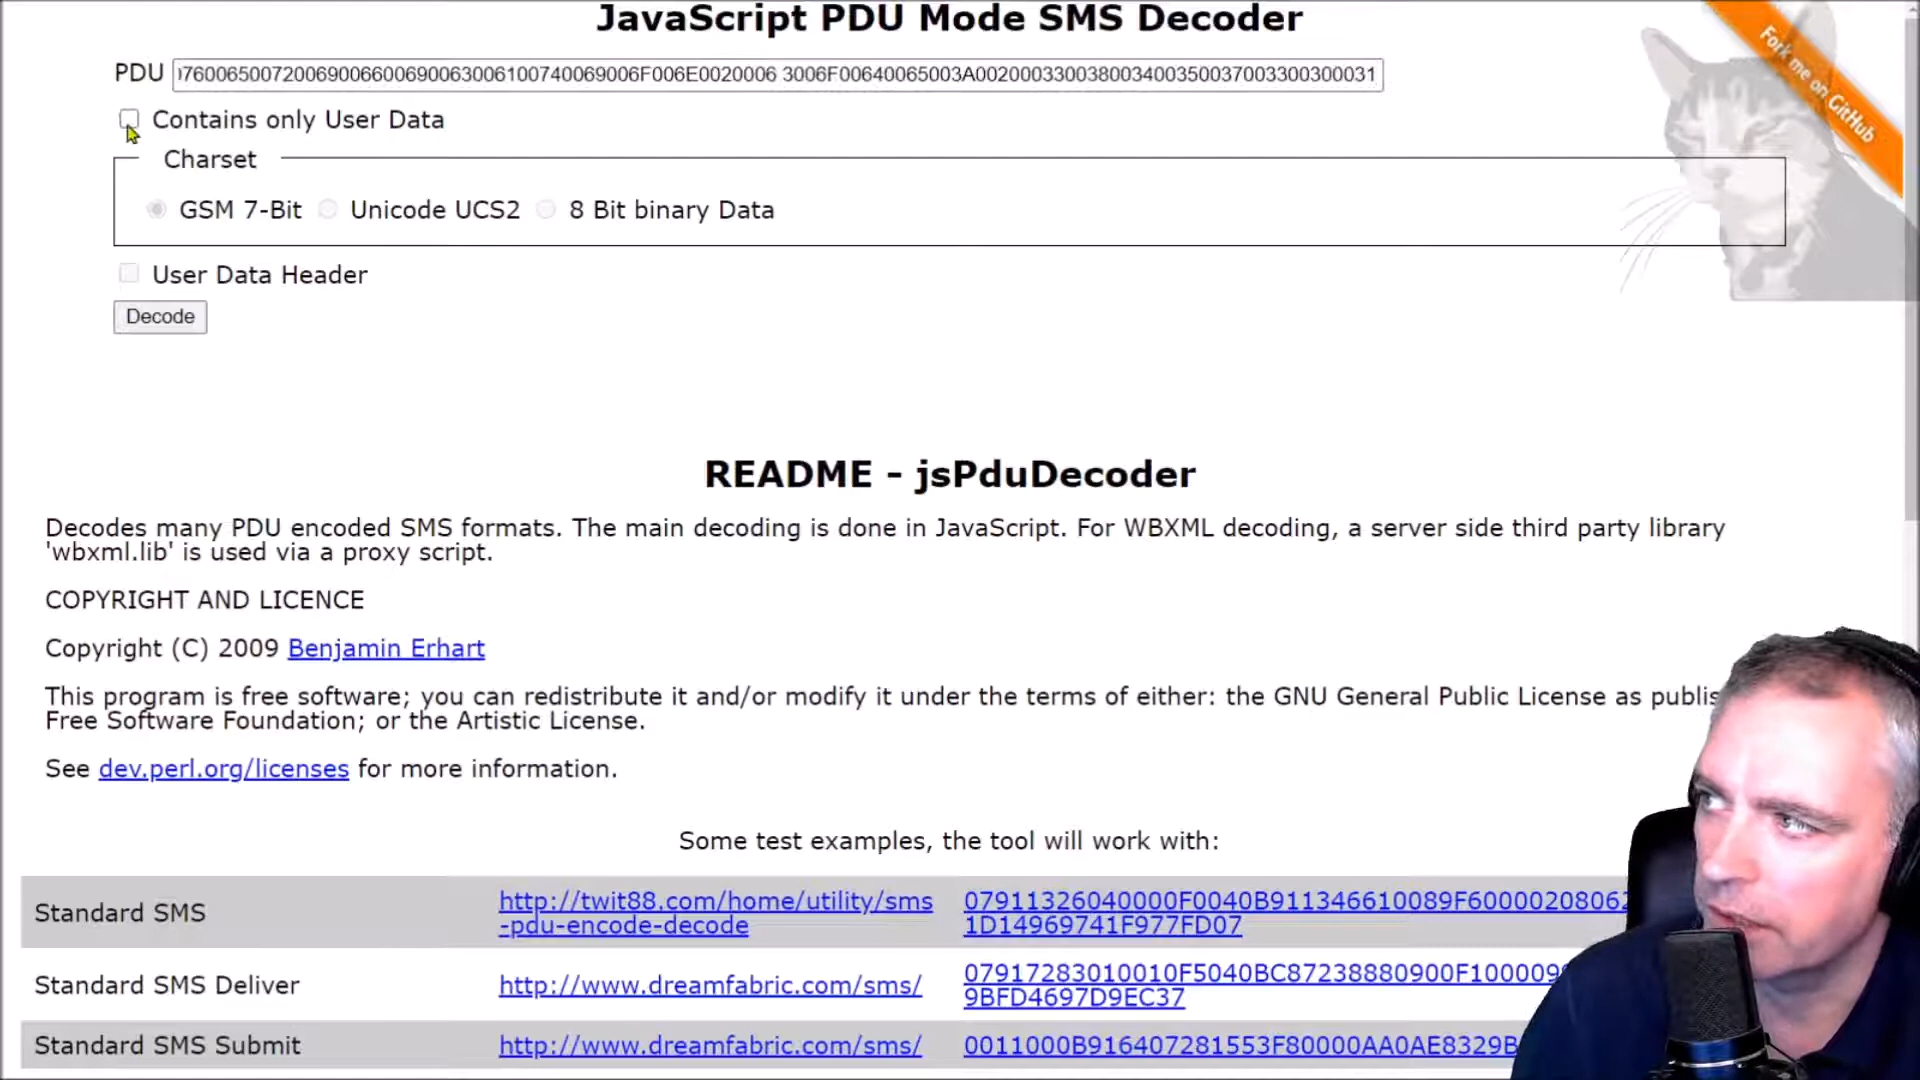 JavaScript PDU Mode SMS Decoder
Fork me on GitHub
PDU 0760065007200690066006900630061007400690006F006E0020006 3006F00640065003A0020003300380034003500370033003000​31
Contains only User Data
Charset
GSM 7-Bit Unicode UCS2 8 Bit binary Data
User Data Header
Decode
README - jsPduDecoder
Decodes many PDU encoded SMS formats. The main decoding is done in JavaScript. For WBXML decoding, a server side third party library
'wbxml.lib' is used via a proxy script.
COPYRIGHT AND LICENCE
Copyright (C) 2009 Benjamin Erhart
This program is free software; you can redistribute it and/or modify it under the terms of either: the GNU General Public License as
Free Software Foundation; or the Artistic License.
See dev.perl.org/licenses for more information.
Some test examples, the tool will work with:
Standard SMS http://twit88.com/home/utility/sms 07911326040000F0040B911346610089F60000208062
-pdu-encode-decode 1D14969741F977FD07
Standard SMS Deliver http://www.dreamfabric.com/sms/ 07917283010010F5040BC87238880900F10000
9BFD4697D9EC37
Standard SMS Submit http://www.dreamfabric.com/sms/ 0011000B916407281553F80000AA0AE8329B